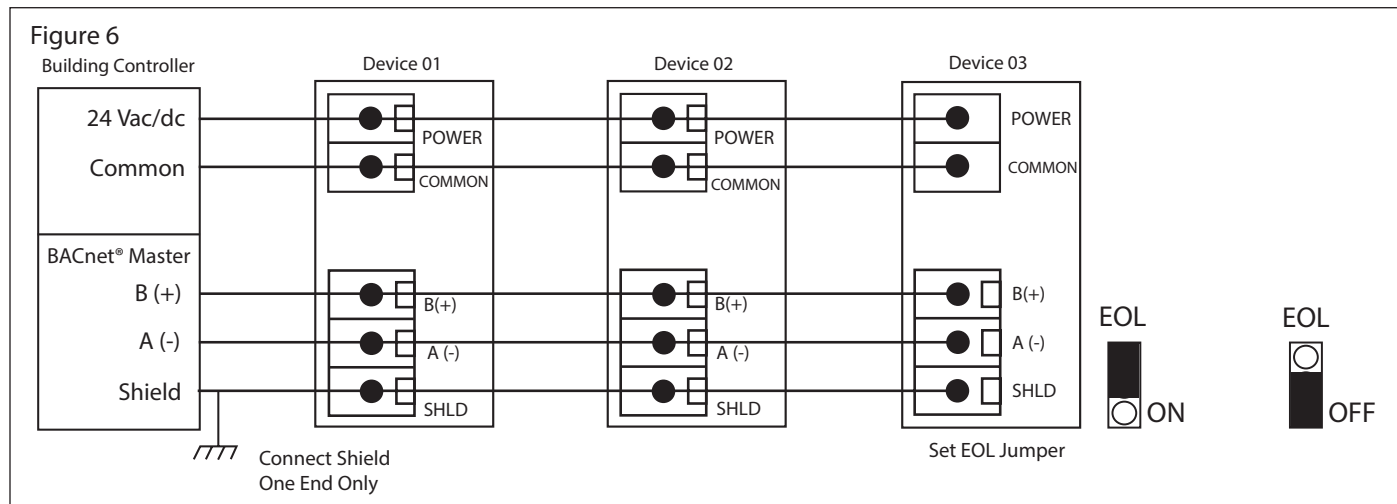 Figure 6
Building Controller
24 Vac/dc
Common
BACnet® Master
B (+)
A (-)
Shield
Connect Shield
One End Only
Device 01
POWER
COMMON
B(+)
A (-)
SHLD
Device 02
POWER
COMMON
B(+)
A (-)
SHLD
Device 03
POWER
COMMON
B(+)
A (-)
SHLD
Set EOL Jumper
EOL
ON
EOL
OFF